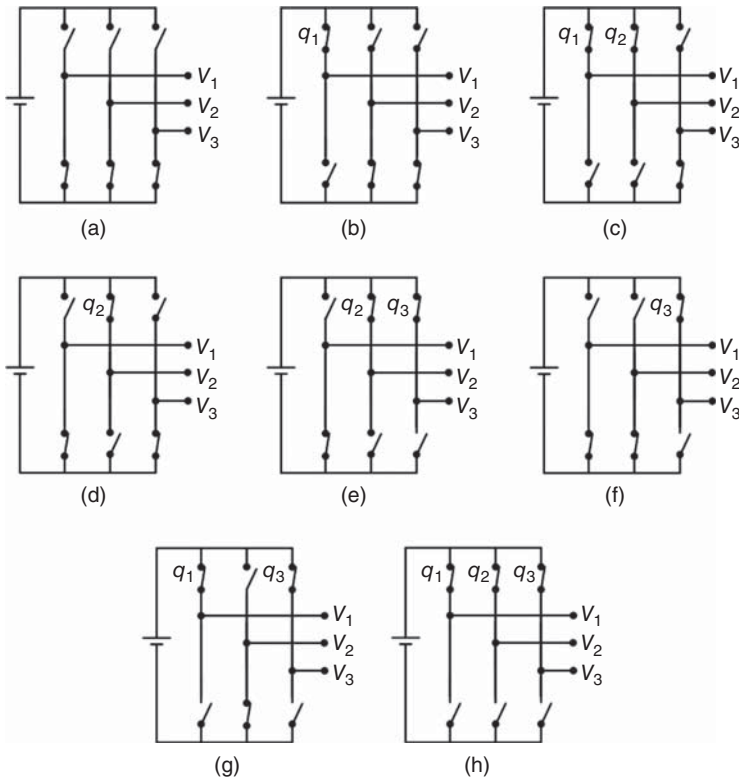 q1 q1 q2
V1 V1 V1
V2 V2 V2
V3 V3 V3
(a) (b) (c)
q2 q2 q3 q3
V1 V1 V1
V2 V2 V2
V3 V3 V3
(d) (e) (f)
q1 q3 q1 q2 q3
V1 V1
V2 V2
V3 V3
(g) (h)